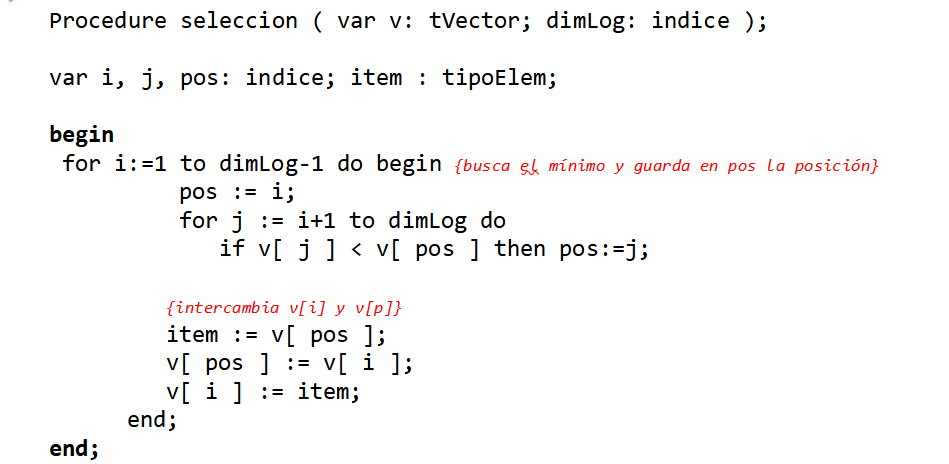 Procedure seleccion ( var v: tVector; dimLog: indice );
var i, j, pos: indice; item : tipoElem;
begin
for i:=1 to dimLog-1 do begin {busca el mínimo y guarda en pos la posición}
pos := i;
for j := i+1 to dimLog do
if v[ j ] < v[ pos ] then pos:=j;
{intercambia v[i] y v[p]}
item := v[ pos ];
v[ pos ] := v[ i ];
v[ i ] := item;
end;
end;